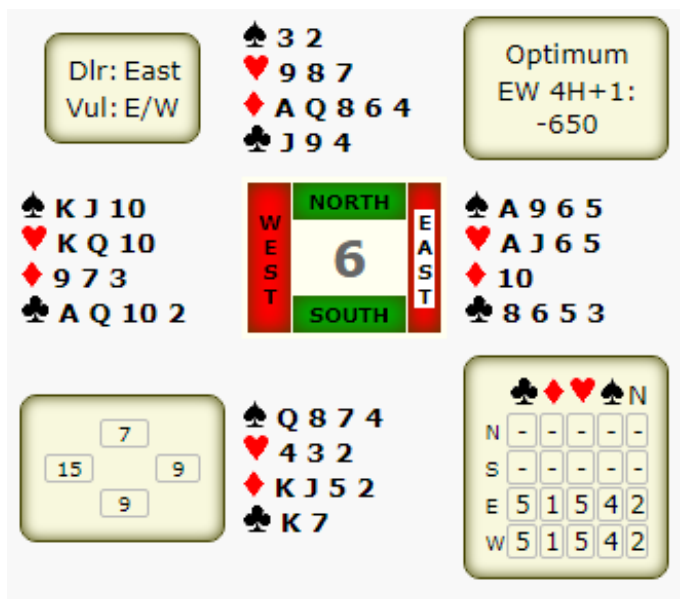 Dlr: East
Vul: E/W
♠ 3 2
♥ 9 8 7
♦ A Q 8 6 4
♣ J 9 4
Optimum
EW 4H+1:
-650
♠ K J 10
♥ K Q 10
♦ 9 7 3
♣ A Q 10 2
NORTH
WEST
6
EAST
SOUTH
♠ A 9 6 5
♥ A J 6 5
♦ 10
♣ 8 6 5 3
7
15 9
9
♠ Q 8 7 4
♥ 4 3 2
♦ K J 5 2
♣ K 7
♣ ♦ ♥ ♠ N
N - - - - -
S - - - - -
E 5 1 5 4 2
W 5 1 5 4 2